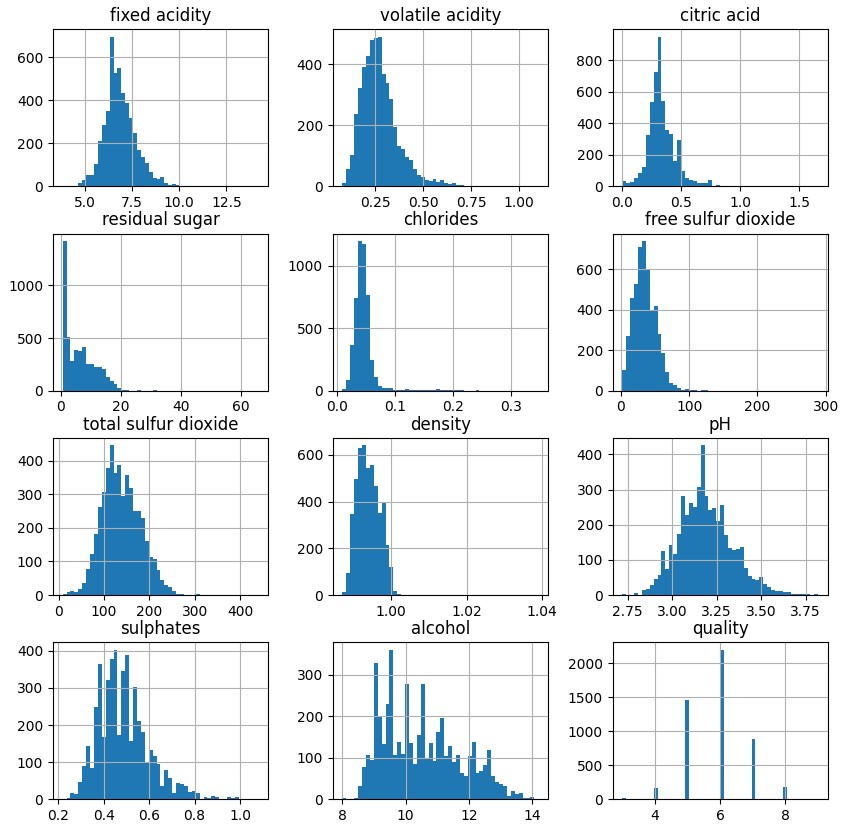 fixed acidity
volatile acidity
citric acid
600
400
200
0
5.0 7.5 10.0 12.5
400
200
0
0.25 0.50 0.75 1.00
800
600
400
200
0
0.0 0.5 1.0 1.5
residual sugar
chlorides
free sulfur dioxide
1000
500
0
0 20 40 60
1000
500
0
0.0 0.1 0.2 0.3
600
400
200
0
0 100 200 300
total sulfur dioxide
density
pH
400
300
200
100
0
0 100 200 300 400
600
400
200
0
1.00 1.02 1.04
400
300
200
100
0
2.75 3.00 3.25 3.50 3.75
sulphates
alcohol
quality
400
300
200
100
0
0.2 0.4 0.6 0.8 1.0
300
200
100
0
8 10 12 14
2000
1500
1000
500
0
4 6 8